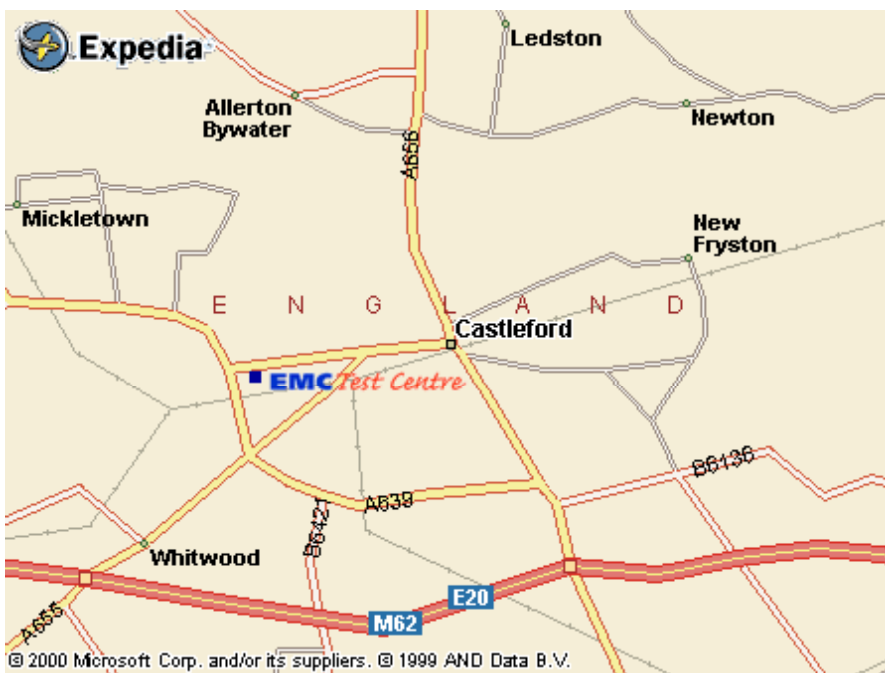 Expedia
Ledston
Allerton
Bywater
Newton
A656
Mickletown
New
Fryston
E N G L A N D
Castleford
EMC Test Centre
B6136
A639
B6421
Whitwood
E20
A655
M62
© 2000 Microsoft Corp. and/or its suppliers. © 1999 AND Data B.V.